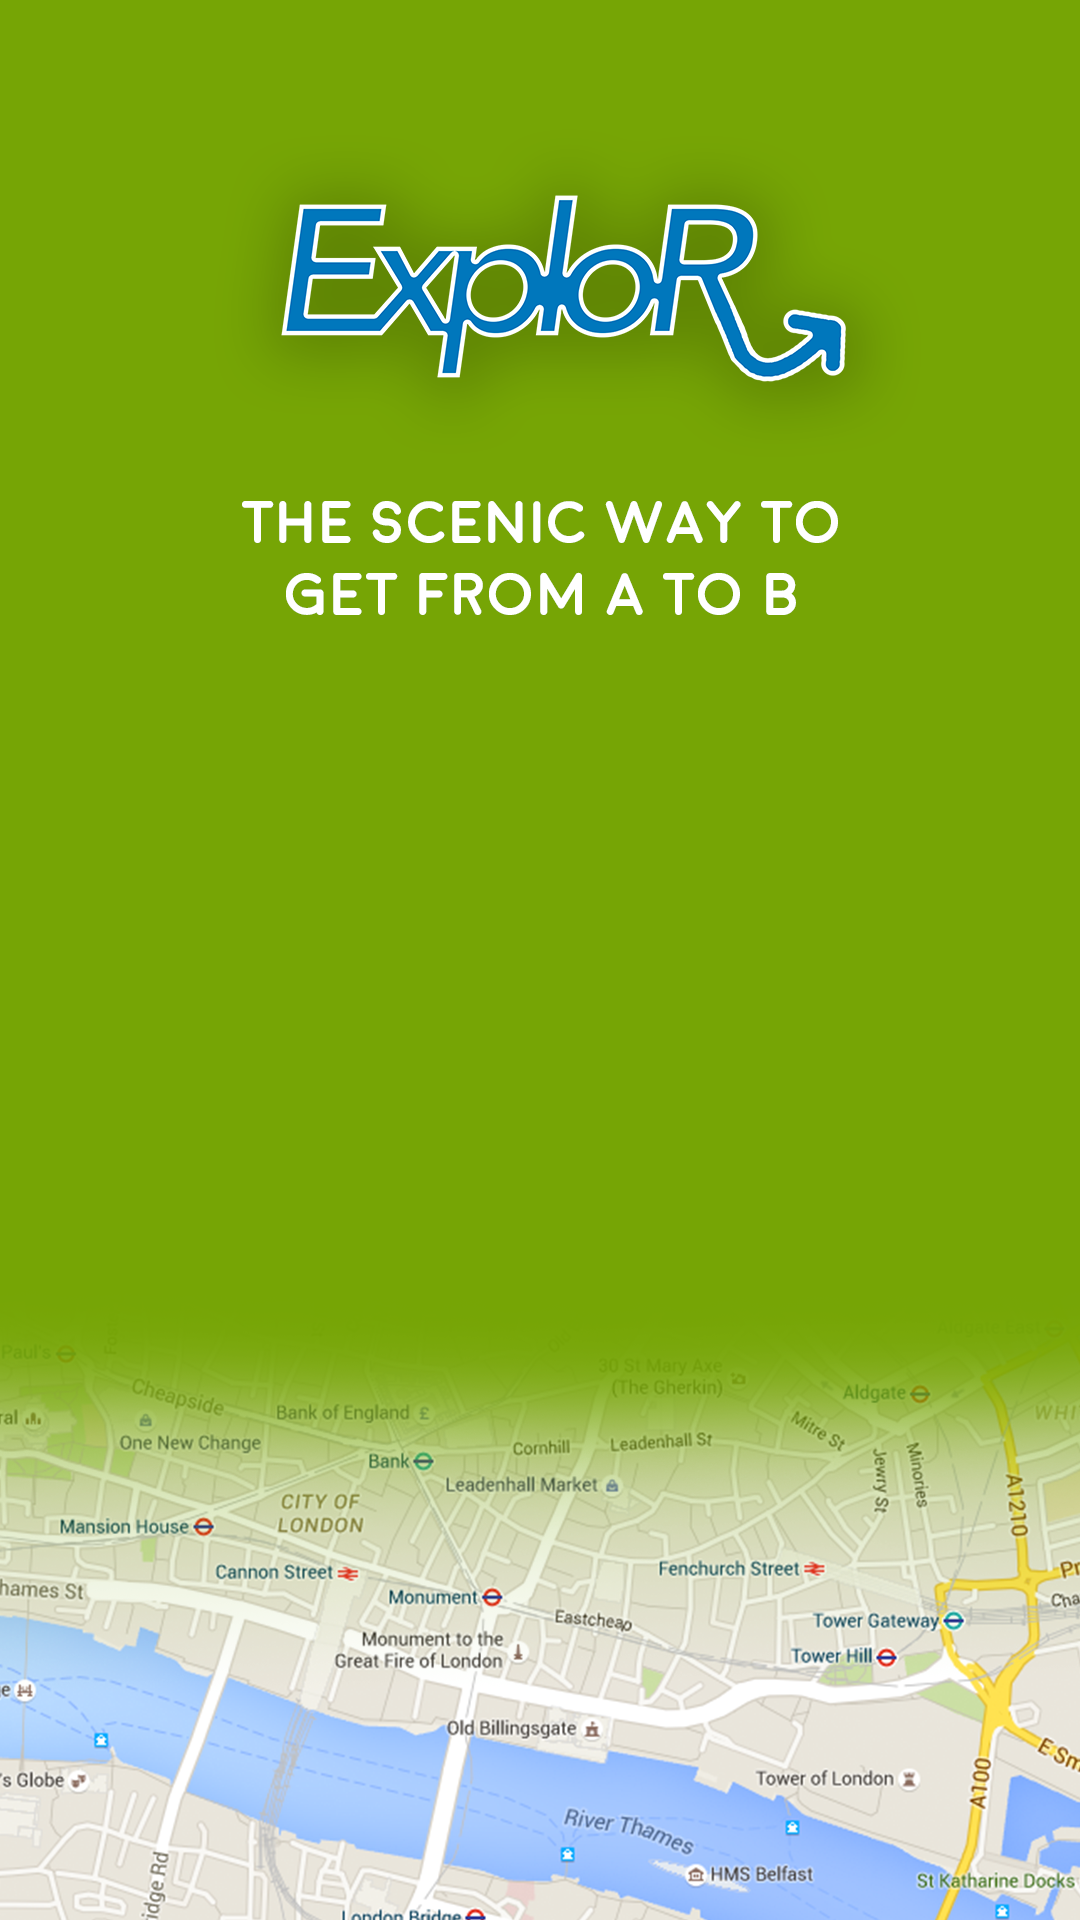 ExploR
THE SCENIC WAY TO
GET FROM A TO B
Paul's
30 St Mary Axe
(The Gherkin)
Cheapside
Aldgate
ral
Bank of England £
Mitre St
WHI
One New Change
Cornhill
Leadenhall St
Bank
Jewry St
Minories
Leadenhall Market
A1210
CITY OF
LONDON
Mansion House
Cannon Street
Fenchurch Street
Pr
hames St
Monument
Cha
Eastcheap
Tower Gateway
Monument to the
Great Fire of London
Tower Hill
e
Old Billingsgate
E Sm
's Globe
Tower of London
A100
River Thames
HMS Belfast
idge Rd
St Katharine Docks
London Bridge